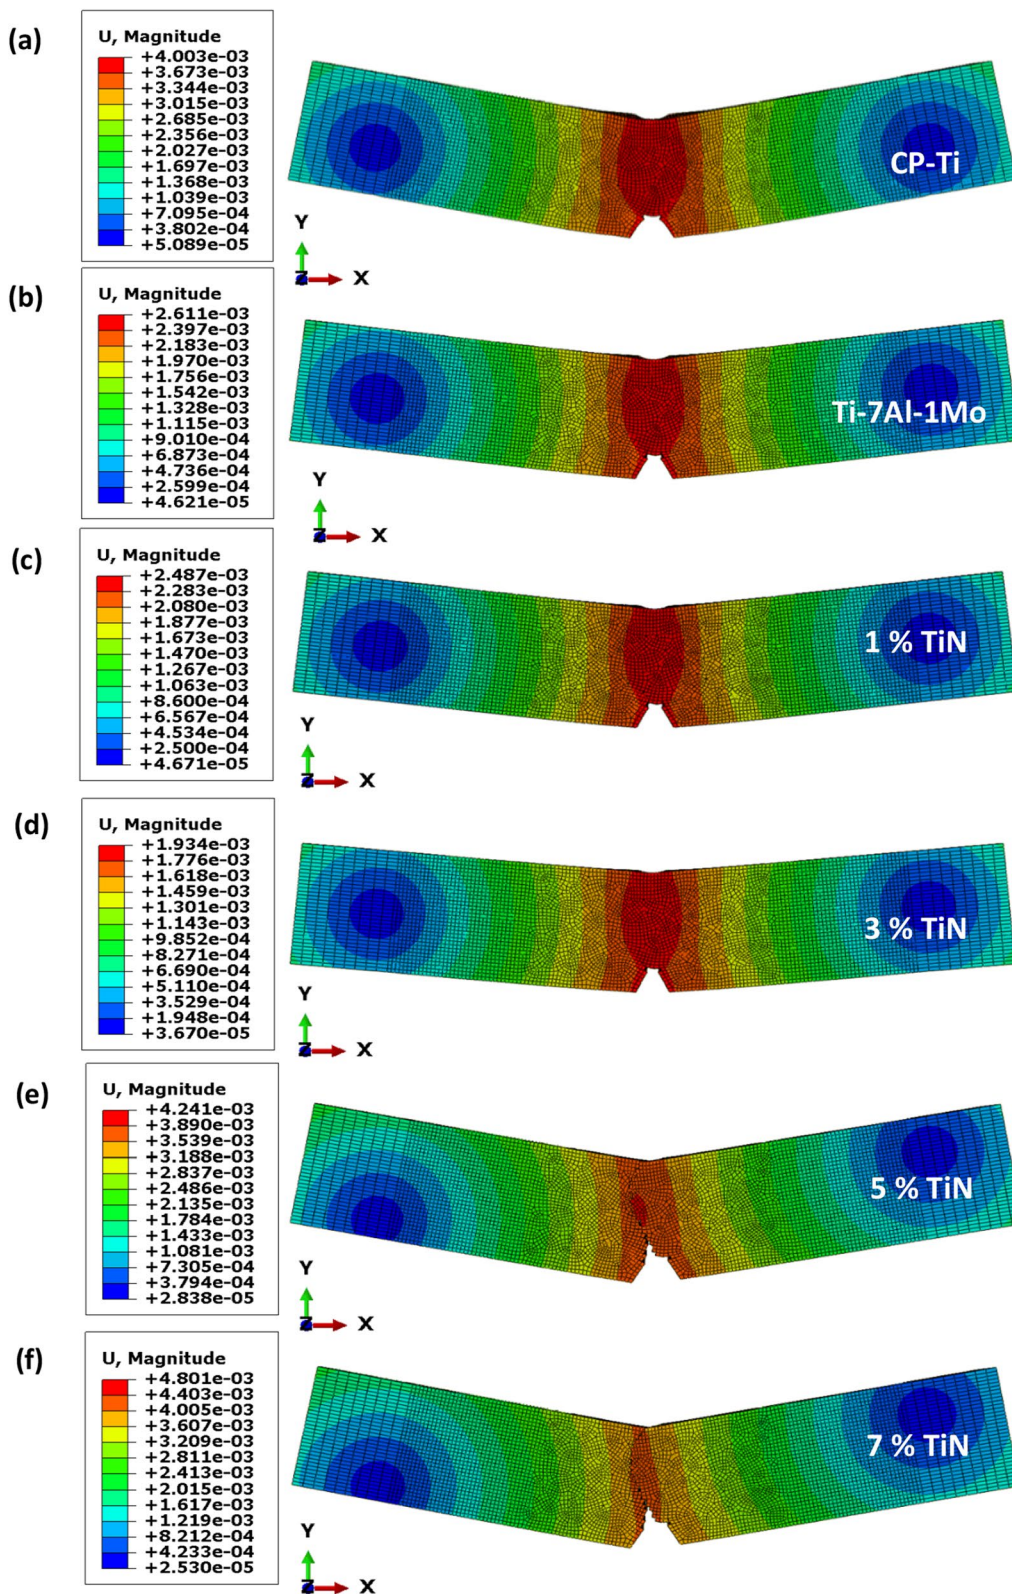 (a)
U, Magnitude
+4.003e-03
+3.673e-03
+3.344e-03
+3.015e-03
+2.685e-03
+2.356e-03
+2.027e-03
+1.697e-03
+1.368e-03
+1.039e-03
+7.095e-04
+3.802e-04
+5.089e-05
CP-Ti
Y
Z
X
(b)
U, Magnitude
+2.611e-03
+2.397e-03
+2.183e-03
+1.970e-03
+1.756e-03
+1.542e-03
+1.328e-03
+1.115e-03
+9.010e-04
+6.873e-04
+4.736e-04
+2.599e-04
+4.621e-05
Ti-7Al-1Mo
Y
Z
X
(c)
U, Magnitude
+2.487e-03
+2.283e-03
+2.080e-03
+1.877e-03
+1.673e-03
+1.470e-03
+1.267e-03
+1.063e-03
+8.600e-04
+6.567e-04
+4.534e-04
+2.500e-04
+4.671e-05
1 % TiN
Y
Z
X
(d)
U, Magnitude
+1.934e-03
+1.776e-03
+1.618e-03
+1.459e-03
+1.301e-03
+1.143e-03
+9.852e-04
+8.271e-04
+6.690e-04
+5.110e-04
+3.529e-04
+1.948e-04
+3.670e-05
3 % TiN
Y
Z
X
(e)
U, Magnitude
+4.241e-03
+3.890e-03
+3.539e-03
+3.188e-03
+2.837e-03
+2.486e-03
+2.135e-03
+1.784e-03
+1.433e-03
+1.081e-03
+7.305e-04
+3.794e-04
+2.838e-05
5 % TiN
Y
Z
X
(f)
U, Magnitude
+4.801e-03
+4.403e-03
+4.005e-03
+3.607e-03
+3.209e-03
+2.811e-03
+2.413e-03
+2.015e-03
+1.617e-03
+1.219e-03
+8.212e-04
+4.233e-04
+2.530e-05
7 % TiN
Y
Z
X